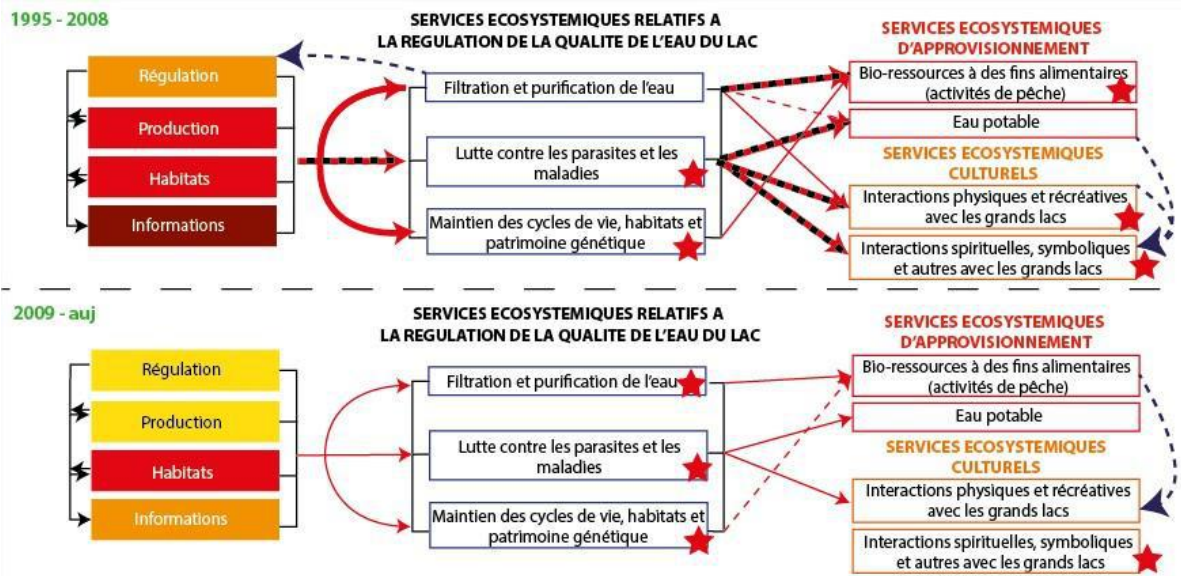 1995 - 2008
SERVICES ECOSYSTEMIQUES RELATIFS A
LA REGULATION DE LA QUALITE DE L'EAU DU LAC
SERVICES ECOSYSTEMIQUES
D'APPROVISIONNEMENT
Régulation
Production
Habitats
Informations
Filtration et purification de l'eau
Lutte contre les parasites et les
maladies
Maintien des cycles de vie, habitats et
patrimoine génétique
Bio-ressources à des fins alimentaires
(activités de pêche)
Eau potable
SERVICES ECOSYSTEMIQUES
CULTURELS
Interactions physiques et récréatives
avec les grands lacs
Interactions spirituelles, symboliques
et autres avec les grands lacs
2009 - auj
SERVICES ECOSYSTEMIQUES RELATIFS A
LA REGULATION DE LA QUALITE DE L'EAU DU LAC
SERVICES ECOSYSTEMIQUES
D'APPROVISIONNEMENT
Régulation
Production
Habitats
Informations
Filtration et purification de l'eau
Lutte contre les parasites et les
maladies
Maintien des cycles de vie, habitats et
patrimoine génétique
Bio-ressources à des fins alimentaires
(activités de pêche)
Eau potable
SERVICES ECOSYSTEMIQUES
CULTURELS
Interactions physiques et récréatives
avec les grands lacs
Interactions spirituelles, symboliques
et autres avec les grands lacs